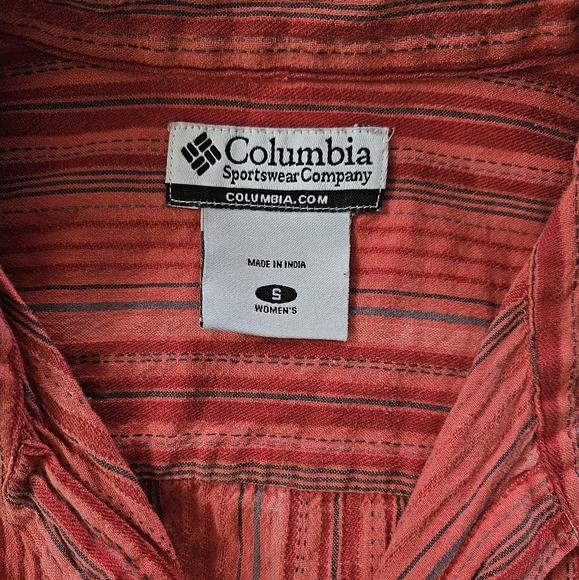 Columbia
Sportswear Company
COLUMBIA.COM
MADE IN INDIA
S
WOMEN'S